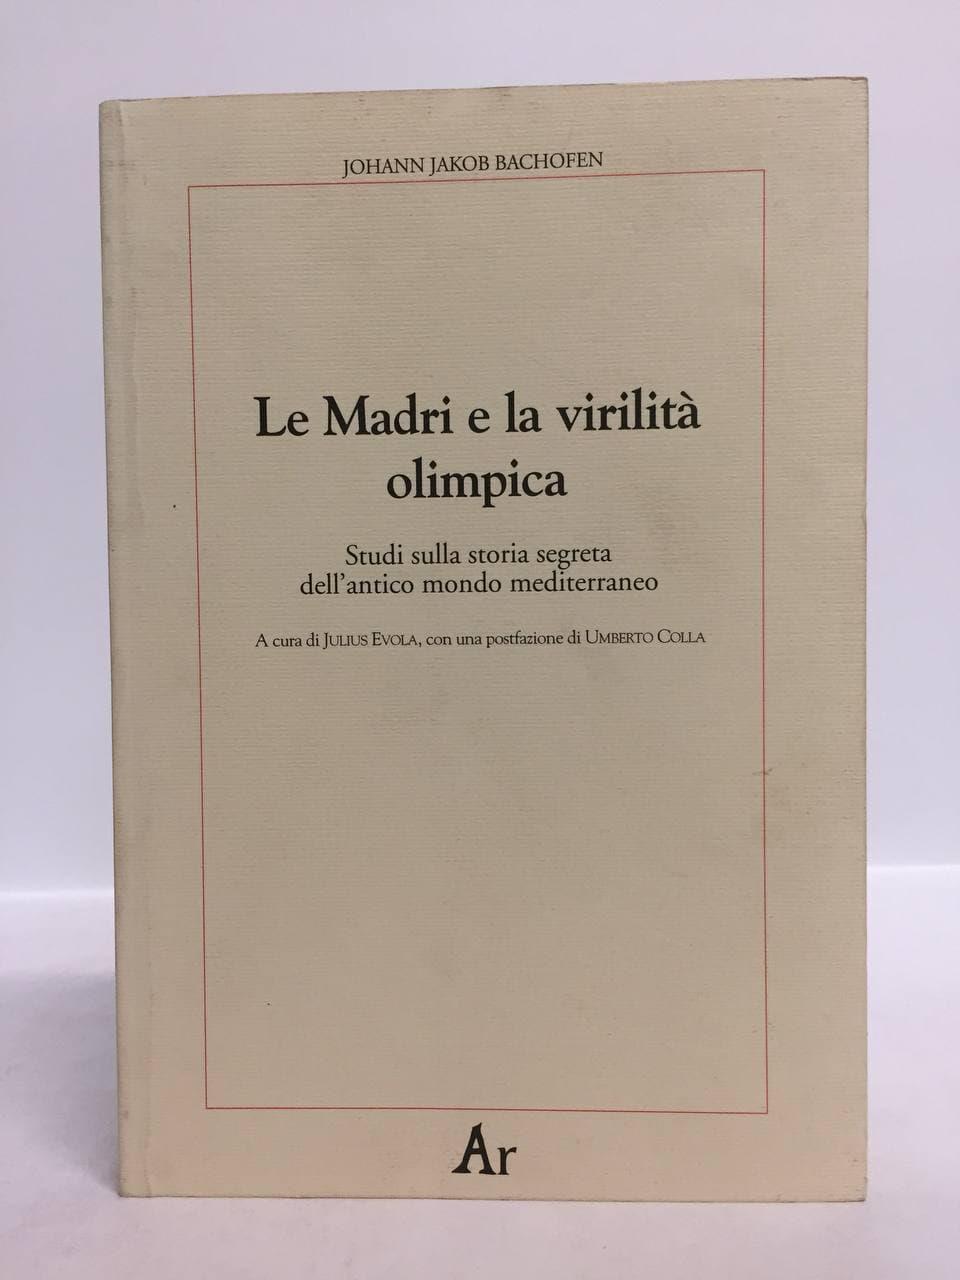 JOHANN JAKOB BACHOFEN
Le Madri e la virilità
olimpica
Studi sulla storia segreta
dell'antico mondo mediterraneo
A cura di JULIUS EVOLA, con una postfazione di UMBERTO COLLA
Ar